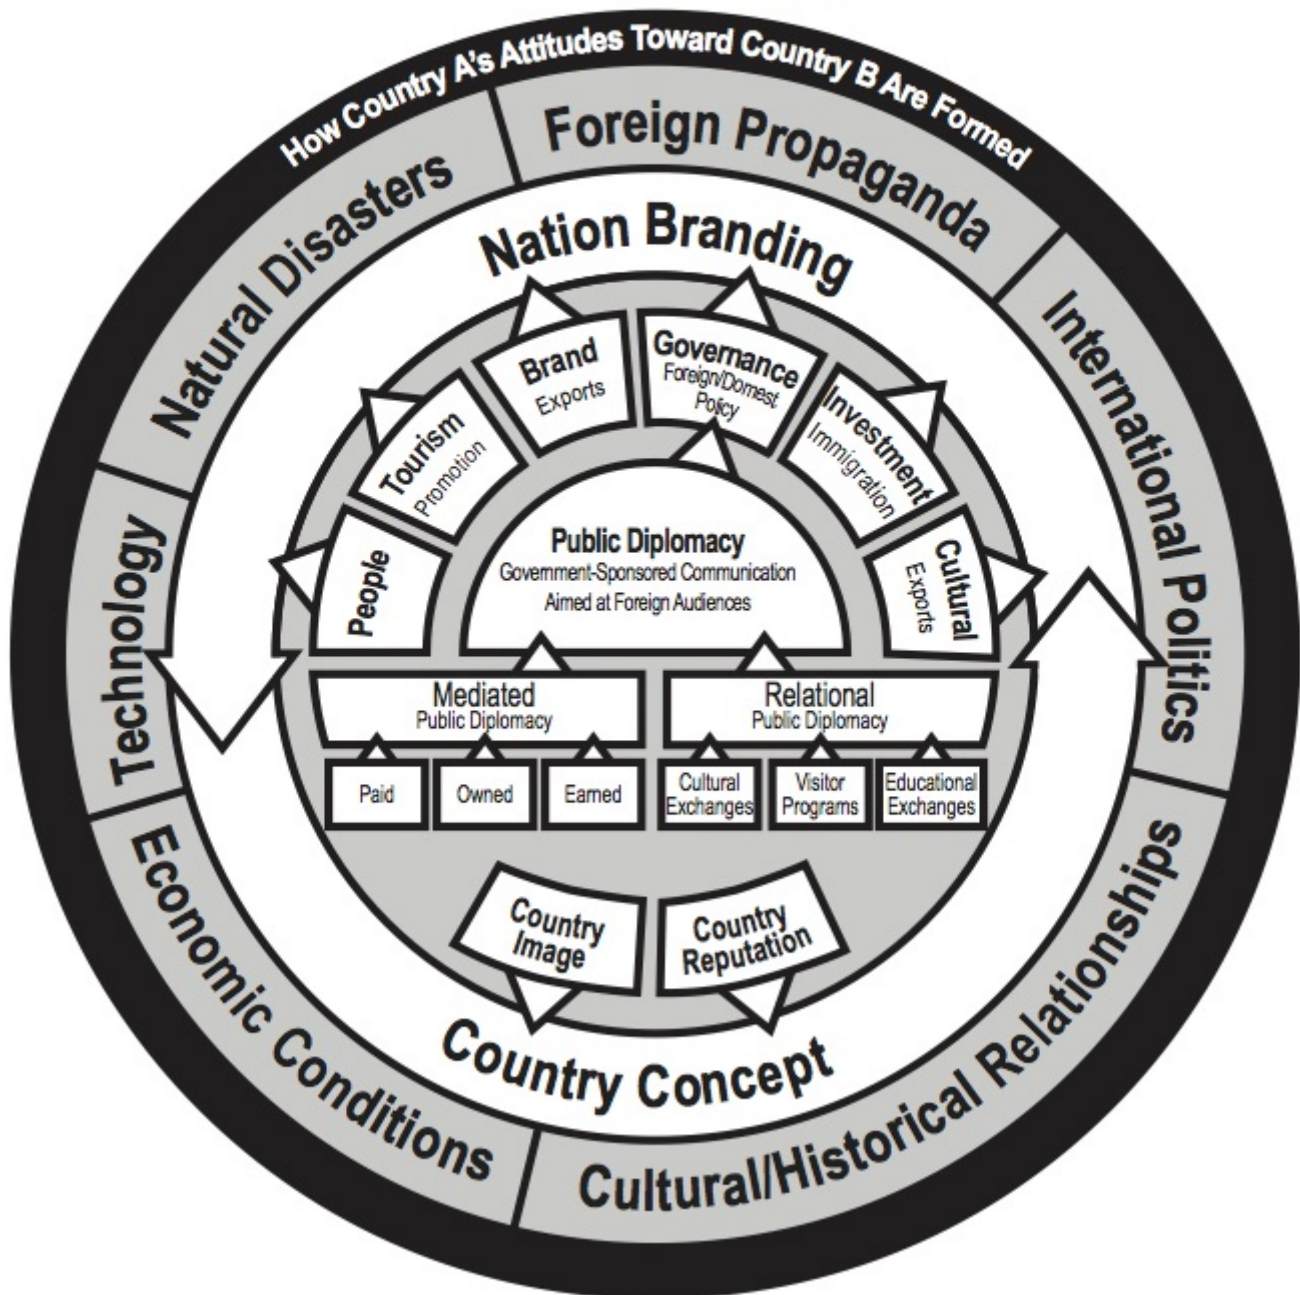 How Country A's Attitudes Toward Country B Are Formed
Natural Disasters
Foreign Propaganda
International Politics
Technology
Economic Conditions
Cultural/Historical Relationships
Nation Branding
People
Tourism
Promotion
Brand
Exports
Governance
Foreign/Domest.
Policy
Investment
Immigration
Cultural
Exports
Public Diplomacy
Government-Sponsored Communication
Aimed at Foreign Audiences
Mediated
Public Diplomacy
Relational
Public Diplomacy
Paid
Owned
Earned
Cultural
Exchanges
Visitor
Programs
Educational
Exchanges
Country
Image
Country
Reputation
Country Concept